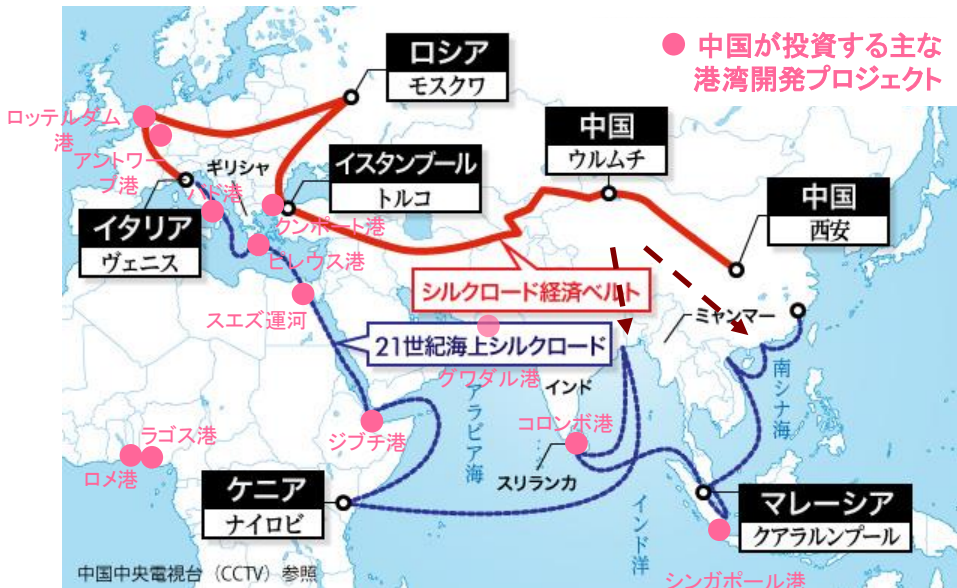 ● 中国が投資する主な
港湾開発プロジェクト
ロシア
モスクワ
ロッテルダム
港
アントワー
プ港
ギリシャ
バド港
イスタンブール
トルコ
クンポート港
中国
ウルムチ
中国
西安
イタリア
ヴェニス
ピレウス港
シルクロード経済ベルト
スエズ運河
ミャンマー
21世紀海上シルクロード
グワダル港
インド
アラビア海
南シナ海
コロンボ港
ジブチ港
ラゴス港
ロメ港
スリランカ
ケニア
ナイロビ
インド洋
マレーシア
クアラルンプール
シンガポール港
中国中央電視台（CCTV）参照